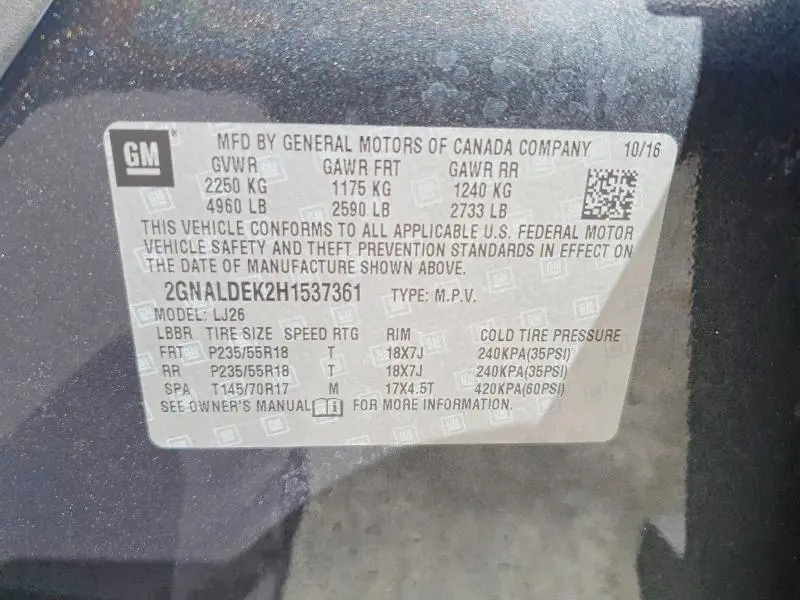 GM® MFD BY GENERAL MOTORS OF CANADA COMPANY 10/16
GVWR GAWR FRT GAWR RR
2250 KG 1175 KG 1240 KG
4960 LB 2590 LB 2733 LB
THIS VEHICLE CONFORMS TO ALL APPLICABLE U.S. FEDERAL MOTOR
VEHICLE SAFETY AND THEFT PREVENTION STANDARDS IN EFFECT ON
THE DATE OF MANUFACTURE SHOWN ABOVE.
2GNALDEK2H1537361 TYPE: M.P.V.
MODEL: LJ26
LBBR TIRE SIZE SPEED RTG RIM COLD TIRE PRESSURE
FRT P235/55R18 T 18X7J 240KPA(35PSI)
RR P235/55R18 T 18X7J 240KPA(35PSI)
SPA T145/70R17 M 17X4.5T 420KPA(60PSI)
SEE OWNER'S MANUAL FOR MORE INFORMATION.